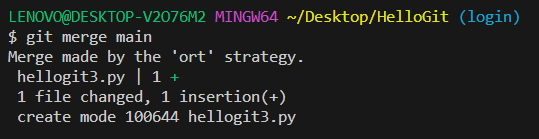 LENOVO@DESKTOP-V2O76M2 MINGW64 ~/Desktop/HelloGit (login)
$ git merge main
Merge made by the 'ort' strategy.
 hellogit3.py | 1 +
 1 file changed, 1 insertion(+)
 create mode 100644 hellogit3.py